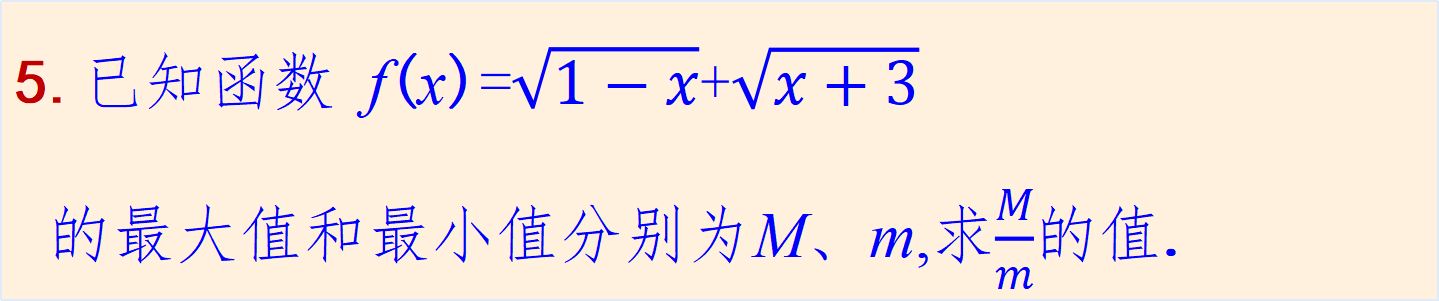 5. 已知函数 f(x)=√(1−x)+√(x+3)
的最大值和最小值分别为M、m,求M/m的值.